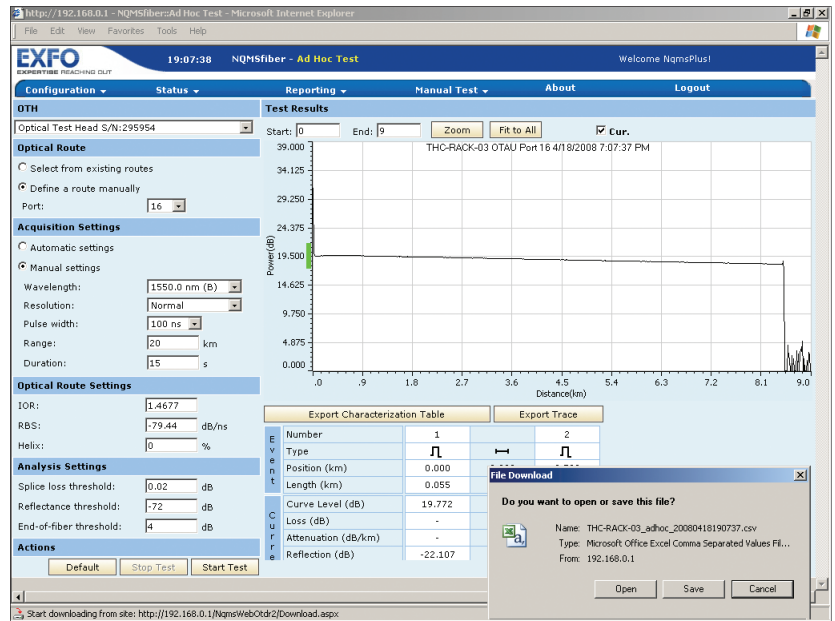 http://192.168.0.1 - NQMSfiber::Ad Hoc Test - Microsoft Internet Explorer
File Edit View Favorites Tools Help
EXFO
EXPERTISE REACHING OUT
19:07:38 NQMSfiber - Ad Hoc Test Welcome NqmsPlus!
Configuration Status Reporting Manual Test About Logout
OTH
Optical Test Head S/N:295954
Optical Route
Select from existing routes
Define a route manually
Port: 16
Acquisition Settings
Automatic settings
Manual settings
Wavelength: 1550.0 nm (B)
Resolution: Normal
Pulse width: 100 ns
Range: 20 km
Duration: 15 s
Optical Route Settings
IOR: 1.4677
RBS: -79.44 dB/ns
Helix: 0 %
Analysis Settings
Splice loss threshold: 0.02 dB
Reflectance threshold: -72 dB
End-of-fiber threshold: 4 dB
Actions
Default Stop Test Start Test
Test Results
Start: 0 End: 9 Zoom Fit to All Cur.
THC-RACK-03 OTAU Port 16 4/18/2008 7:07:37 PM
Power(dB)
39.000
34.125
29.250
24.375
19.500
14.625
9.750
4.875
0.000
.0 .9 1.8 2.7 3.6 4.5 5.4 6.3 7.2 8.1 9.0
Distance(km)
Export Characterization Table Export Trace
Event
Number 1 2
Type
Position (km) 0.000
Length (km) 0.055
Curve
Curve Level (dB) 19.772
Loss (dB) -
Attenuation (dB/km) -
Reflection (dB) -22.107
File Download
Do you want to open or save this file?
Name: THC-RACK-03_adhoc_20080418190737.csv
Type: Microsoft Office Excel Comma Separated Values Fil...
From: 192.168.0.1
Open Save Cancel
Start downloading from site: http://192.168.0.1/NqmsWebOtdr2/Download.aspx